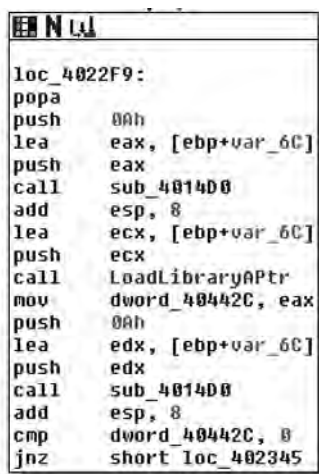 loc_4022F9:
popa
push 0Ah
lea eax, [ebp+var_6C]
push eax
call sub_4014D0
add esp, 8
lea ecx, [ebp+var_6C]
push ecx
call LoadLibraryAPtr
mov dword_40442C, eax
push 0Ah
lea edx, [ebp+var_6C]
push edx
call sub_4014D0
add esp, 8
cmp dword_40442C, 0
jnz short loc_402345